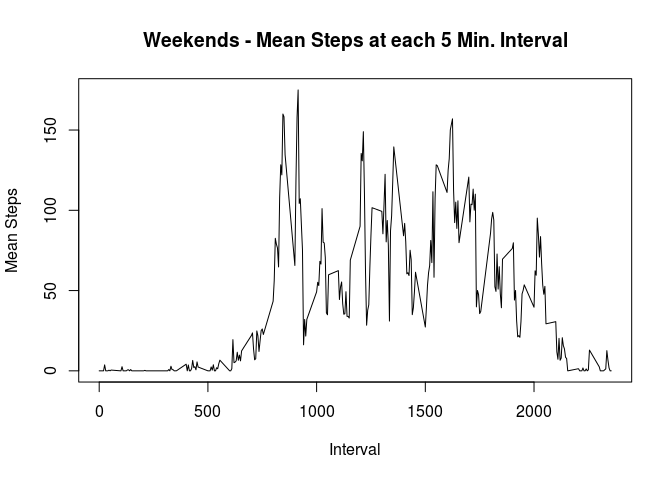 Weekends - Mean Steps at each 5 Min. Interval
Mean Steps
150
100
50
0
0 500 1000 1500 2000
Interval